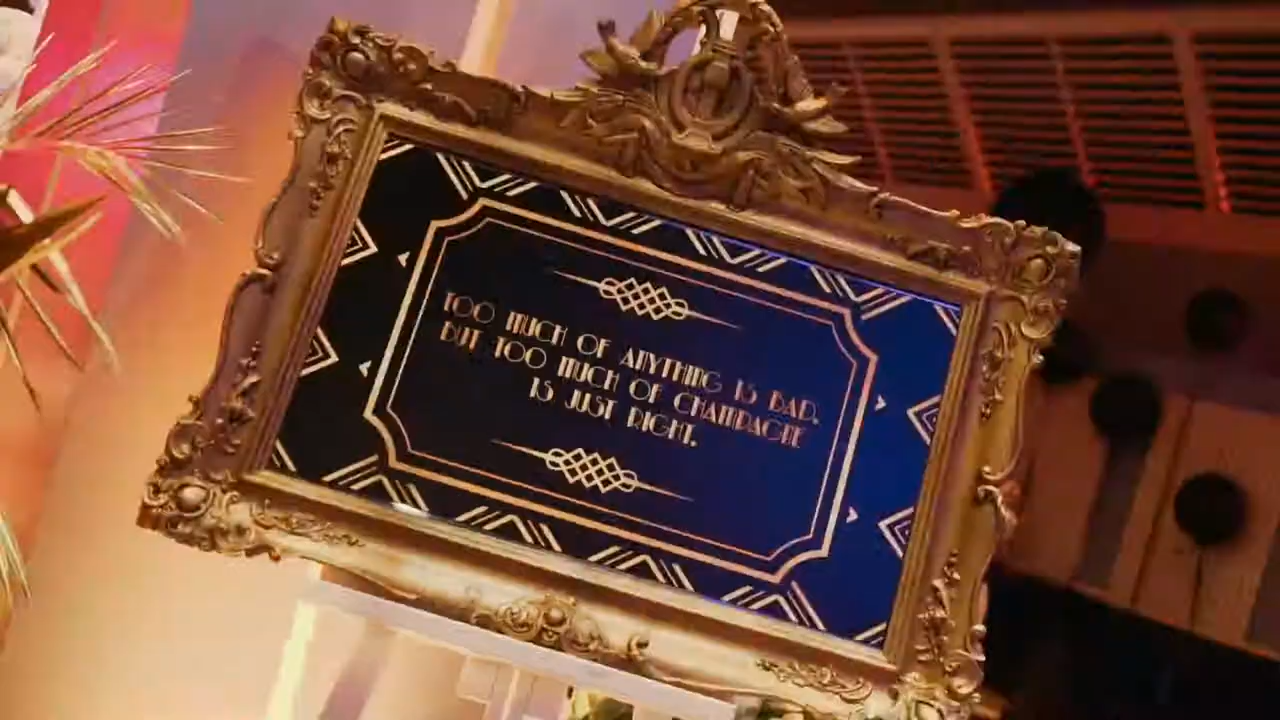 TOO MUCH OF ANYTHING IS BAD,
BUT TOO MUCH OF CHAMPAGNE
IS JUST RIGHT.